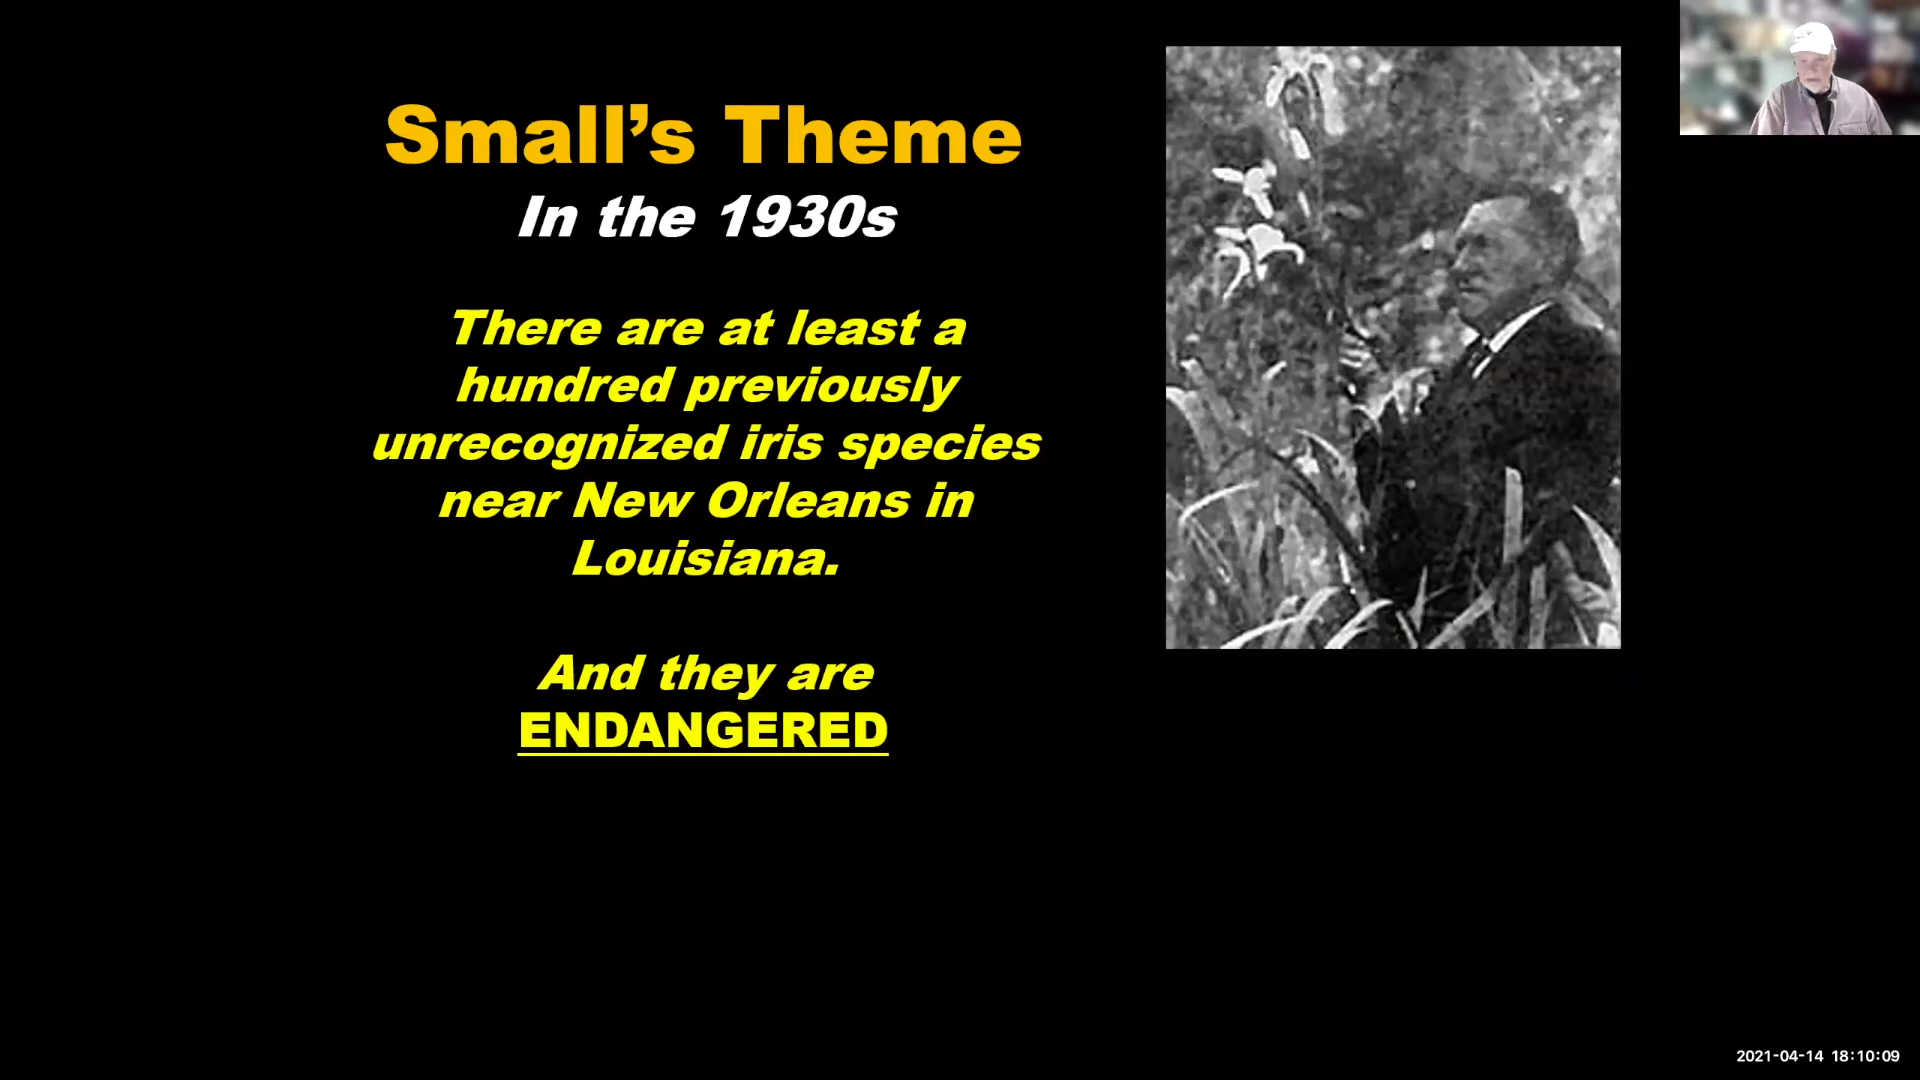 Small’s Theme
In the 1930s
There are at least a
hundred previously
unrecognized iris species
near New Orleans in
Louisiana.
And they are
ENDANGERED
2021-04-14 18:10:09